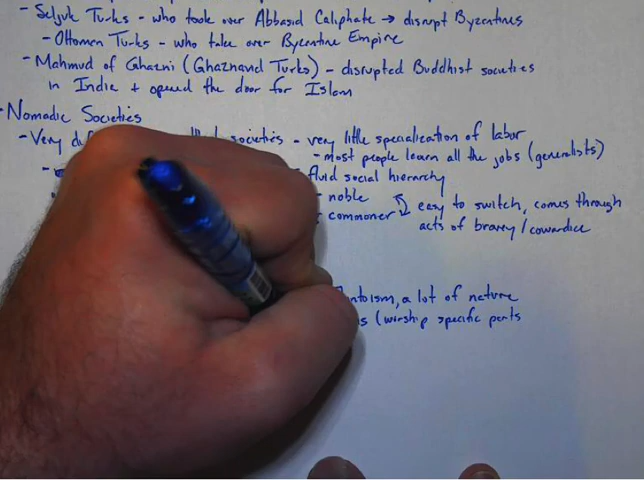 - Seljuk Turks - who took over Abbasid Caliphate → disrupt Byzantines
- Ottoman Turks - who take over Byzantine Empire
- Mahmud of Ghazni (Ghaznavid Turks) - disrupted Buddhist societies
in India + opened the door for Islam
- Nomadic Societies
- Very societies - very little specialization of labor
- most people learn all the jobs (generalists)
- fluid social hierarchy
- noble
commoner
easy to switch, comes through
acts of bravery / cowardice
a lot of nature
(worship specific parts